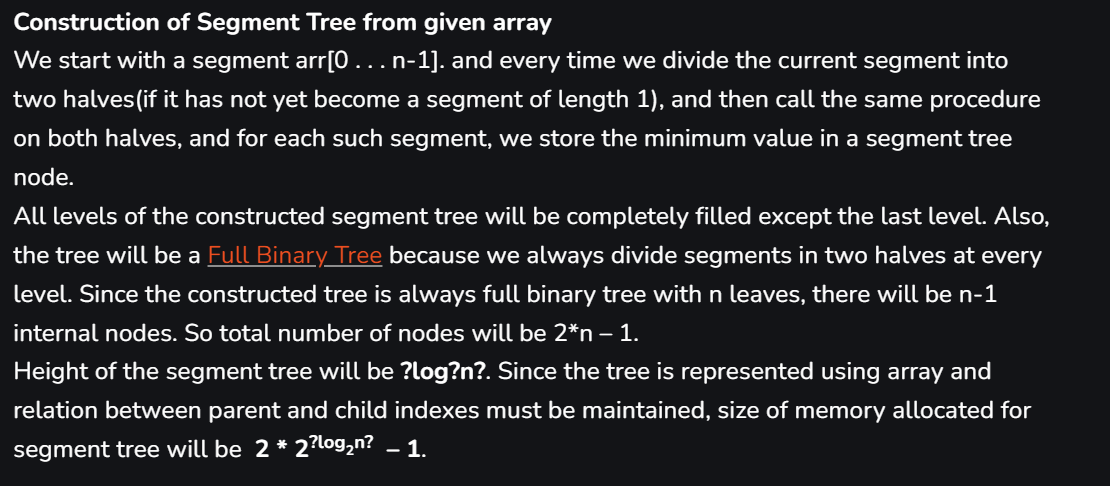 Construction of Segment Tree from given array
We start with a segment arr[0 . . . n-1]. and every time we divide the current segment into
two halves(if it has not yet become a segment of length 1), and then call the same procedure
on both halves, and for each such segment, we store the minimum value in a segment tree
node.
All levels of the constructed segment tree will be completely filled except the last level. Also,
the tree will be a Full Binary Tree because we always divide segments in two halves at every
level. Since the constructed tree is always full binary tree with n leaves, there will be n-1
internal nodes. So total number of nodes will be 2*n – 1.
Height of the segment tree will be ?log?n?. Since the tree is represented using array and
relation between parent and child indexes must be maintained, size of memory allocated for
segment tree will be 2 * 2^?log₂n? – 1.